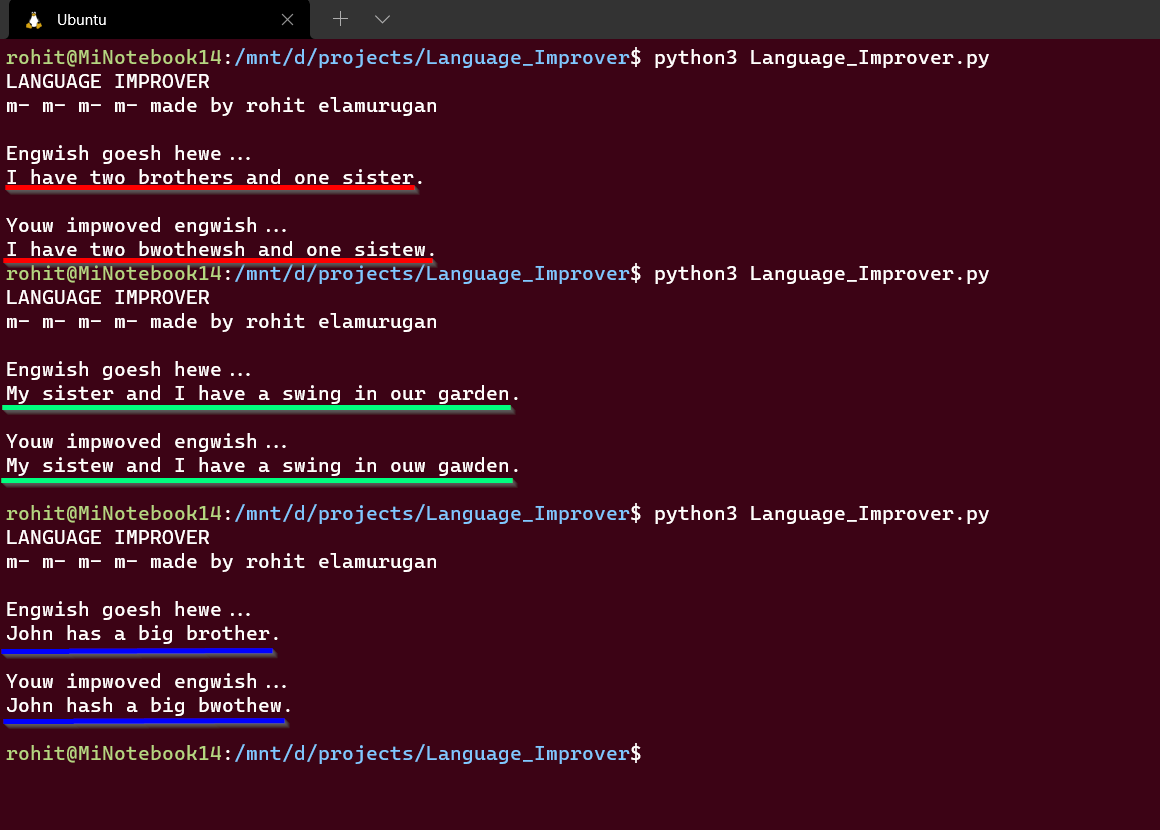 Ubuntu
rohit@MiNotebook14:/mnt/d/projects/Language_Improver$ python3 Language_Improver.py
LANGUAGE IMPROVER
m- m- m- m- made by rohit elamurugan
Engwish goesh hewe...
I have two brothers and one sister.
Youw impwoved engwish...
I have two bwothewsh and one sistew.
rohit@MiNotebook14:/mnt/d/projects/Language_Improver$ python3 Language_Improver.py
LANGUAGE IMPROVER
m- m- m- m- made by rohit elamurugan
Engwish goesh hewe...
My sister and I have a swing in our garden.
Youw impwoved engwish...
My sistew and I have a swing in ouw gawden.
rohit@MiNotebook14:/mnt/d/projects/Language_Improver$ python3 Language_Improver.py
LANGUAGE IMPROVER
m- m- m- m- made by rohit elamurugan
Engwish goesh hewe...
John has a big brother.
Youw impwoved engwish...
John hash a big bwothew.
rohit@MiNotebook14:/mnt/d/projects/Language_Improver$